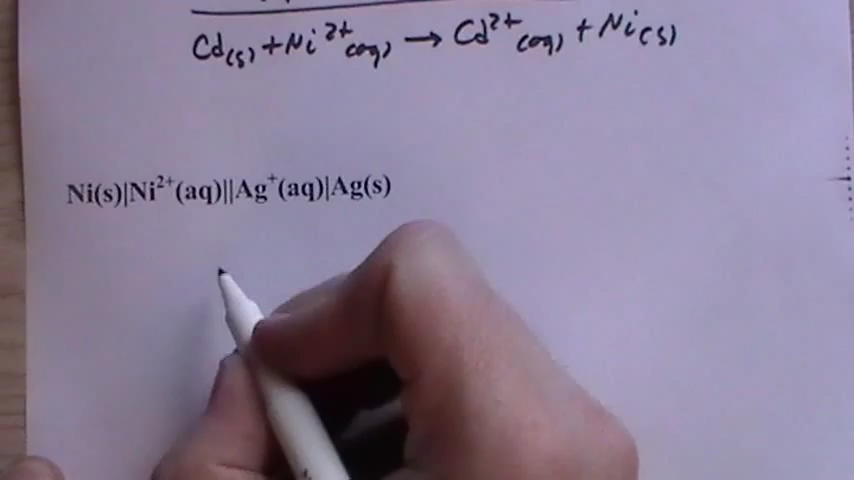 Cd(s) + Ni²⁺(aq) → Cd²⁺(aq) + Ni(s)
Ni(s)|Ni²⁺(aq)||Ag⁺(aq)|Ag(s)